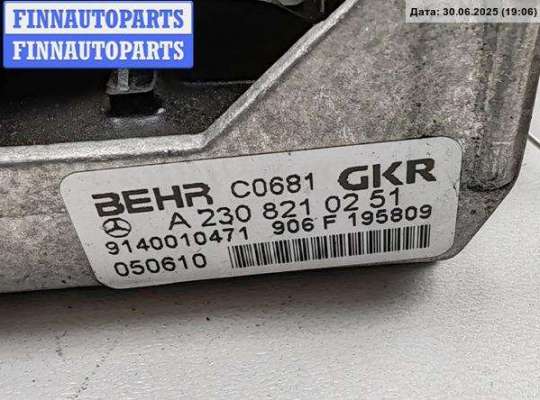 FINNAUTOPARTS
FINNAUTOPARTS
Дата: 30.06.2025 (19:06)
BEHR C0681 GKR
A 230 821 02 51
9140010471 906 F 195809
050610